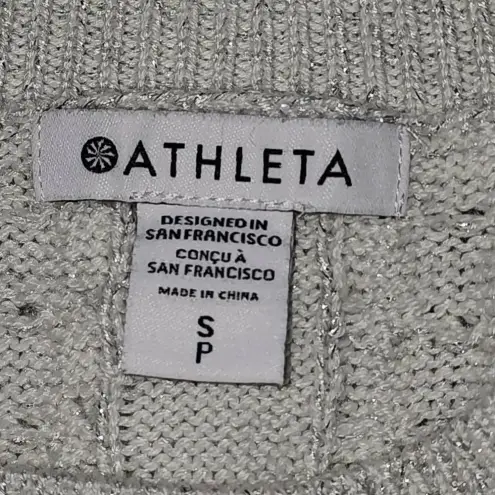 ATHLETA
DESIGNED IN
SAN FRANCISCO
CONÇU À
SAN FRANCISCO
MADE IN CHINA
S
P